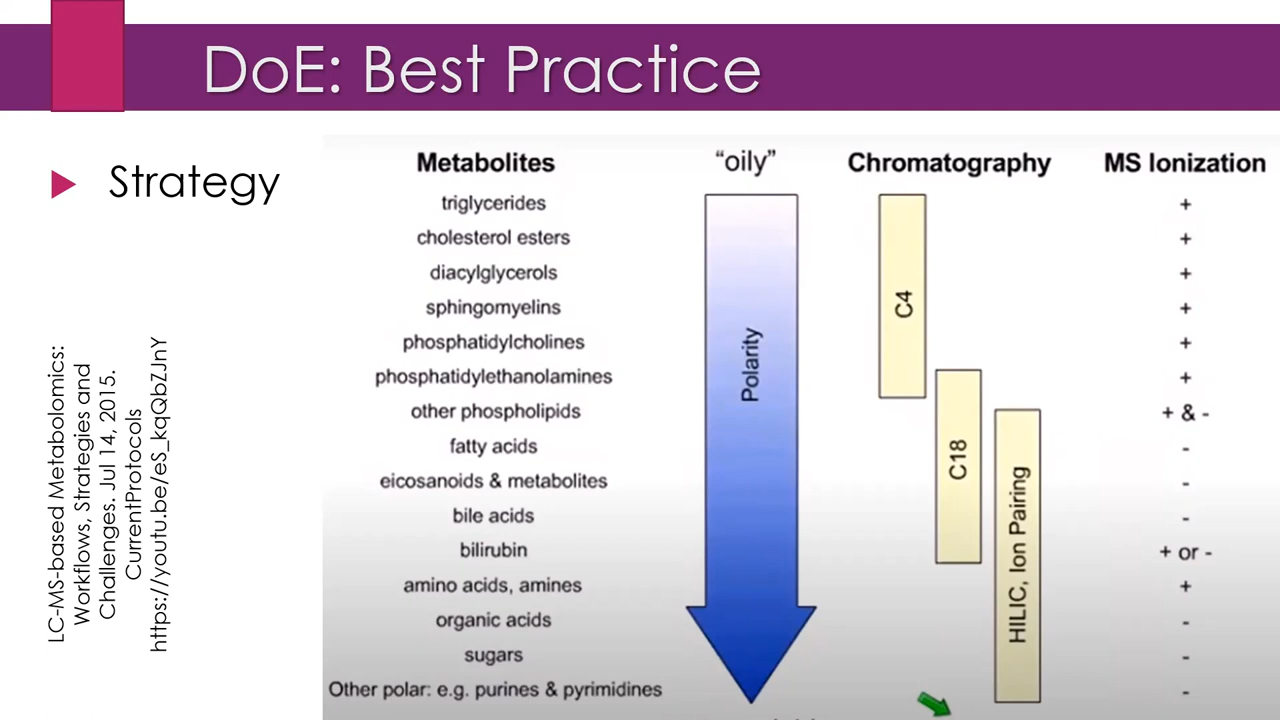 DoE: Best Practice
Strategy
LC-MS-based Metabolomics:
Workflows, Strategies and
Challenges. Jul 14, 2015.
CurrentProtocols
https://youtu.be/eS_kqQbZJnY
Metabolites "oily" Chromatography MS Ionization
triglycerides +
cholesterol esters +
diacylglycerols +
sphingomyelins +
phosphatidylcholines +
phosphatidylethanolamines +
other phospholipids + & -
fatty acids -
eicosanoids & metabolites -
bile acids -
bilirubin + or -
amino acids, amines +
organic acids -
sugars -
Other polar: e.g. purines & pyrimidines -
Polarity
C4
C18
HILIC, Ion Pairing